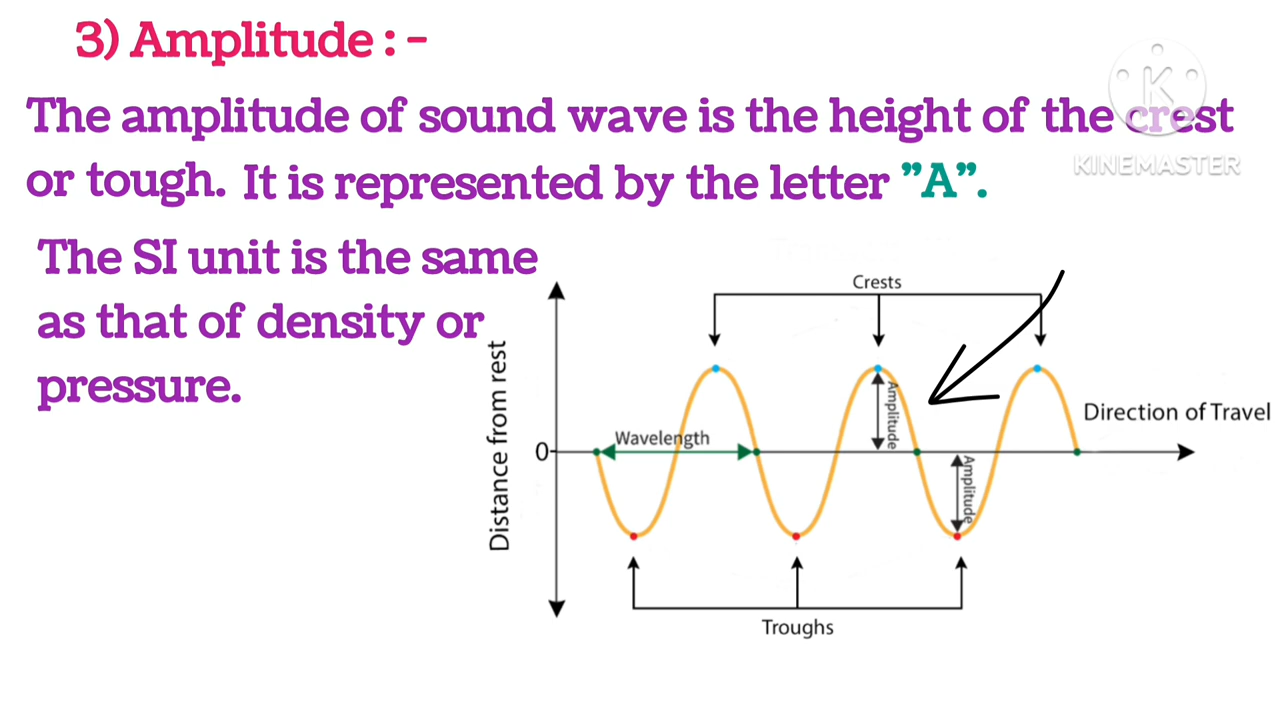 3) Amplitude : -
The amplitude of sound wave is the height of the crest
or tough. It is represented by the letter ”A”.
The SI unit is the same
as that of density or
pressure.
K
KINEMASTER
Crests
Distance from rest
Amplitude
Direction of Travel
Wavelength
0
Amplitude
Troughs